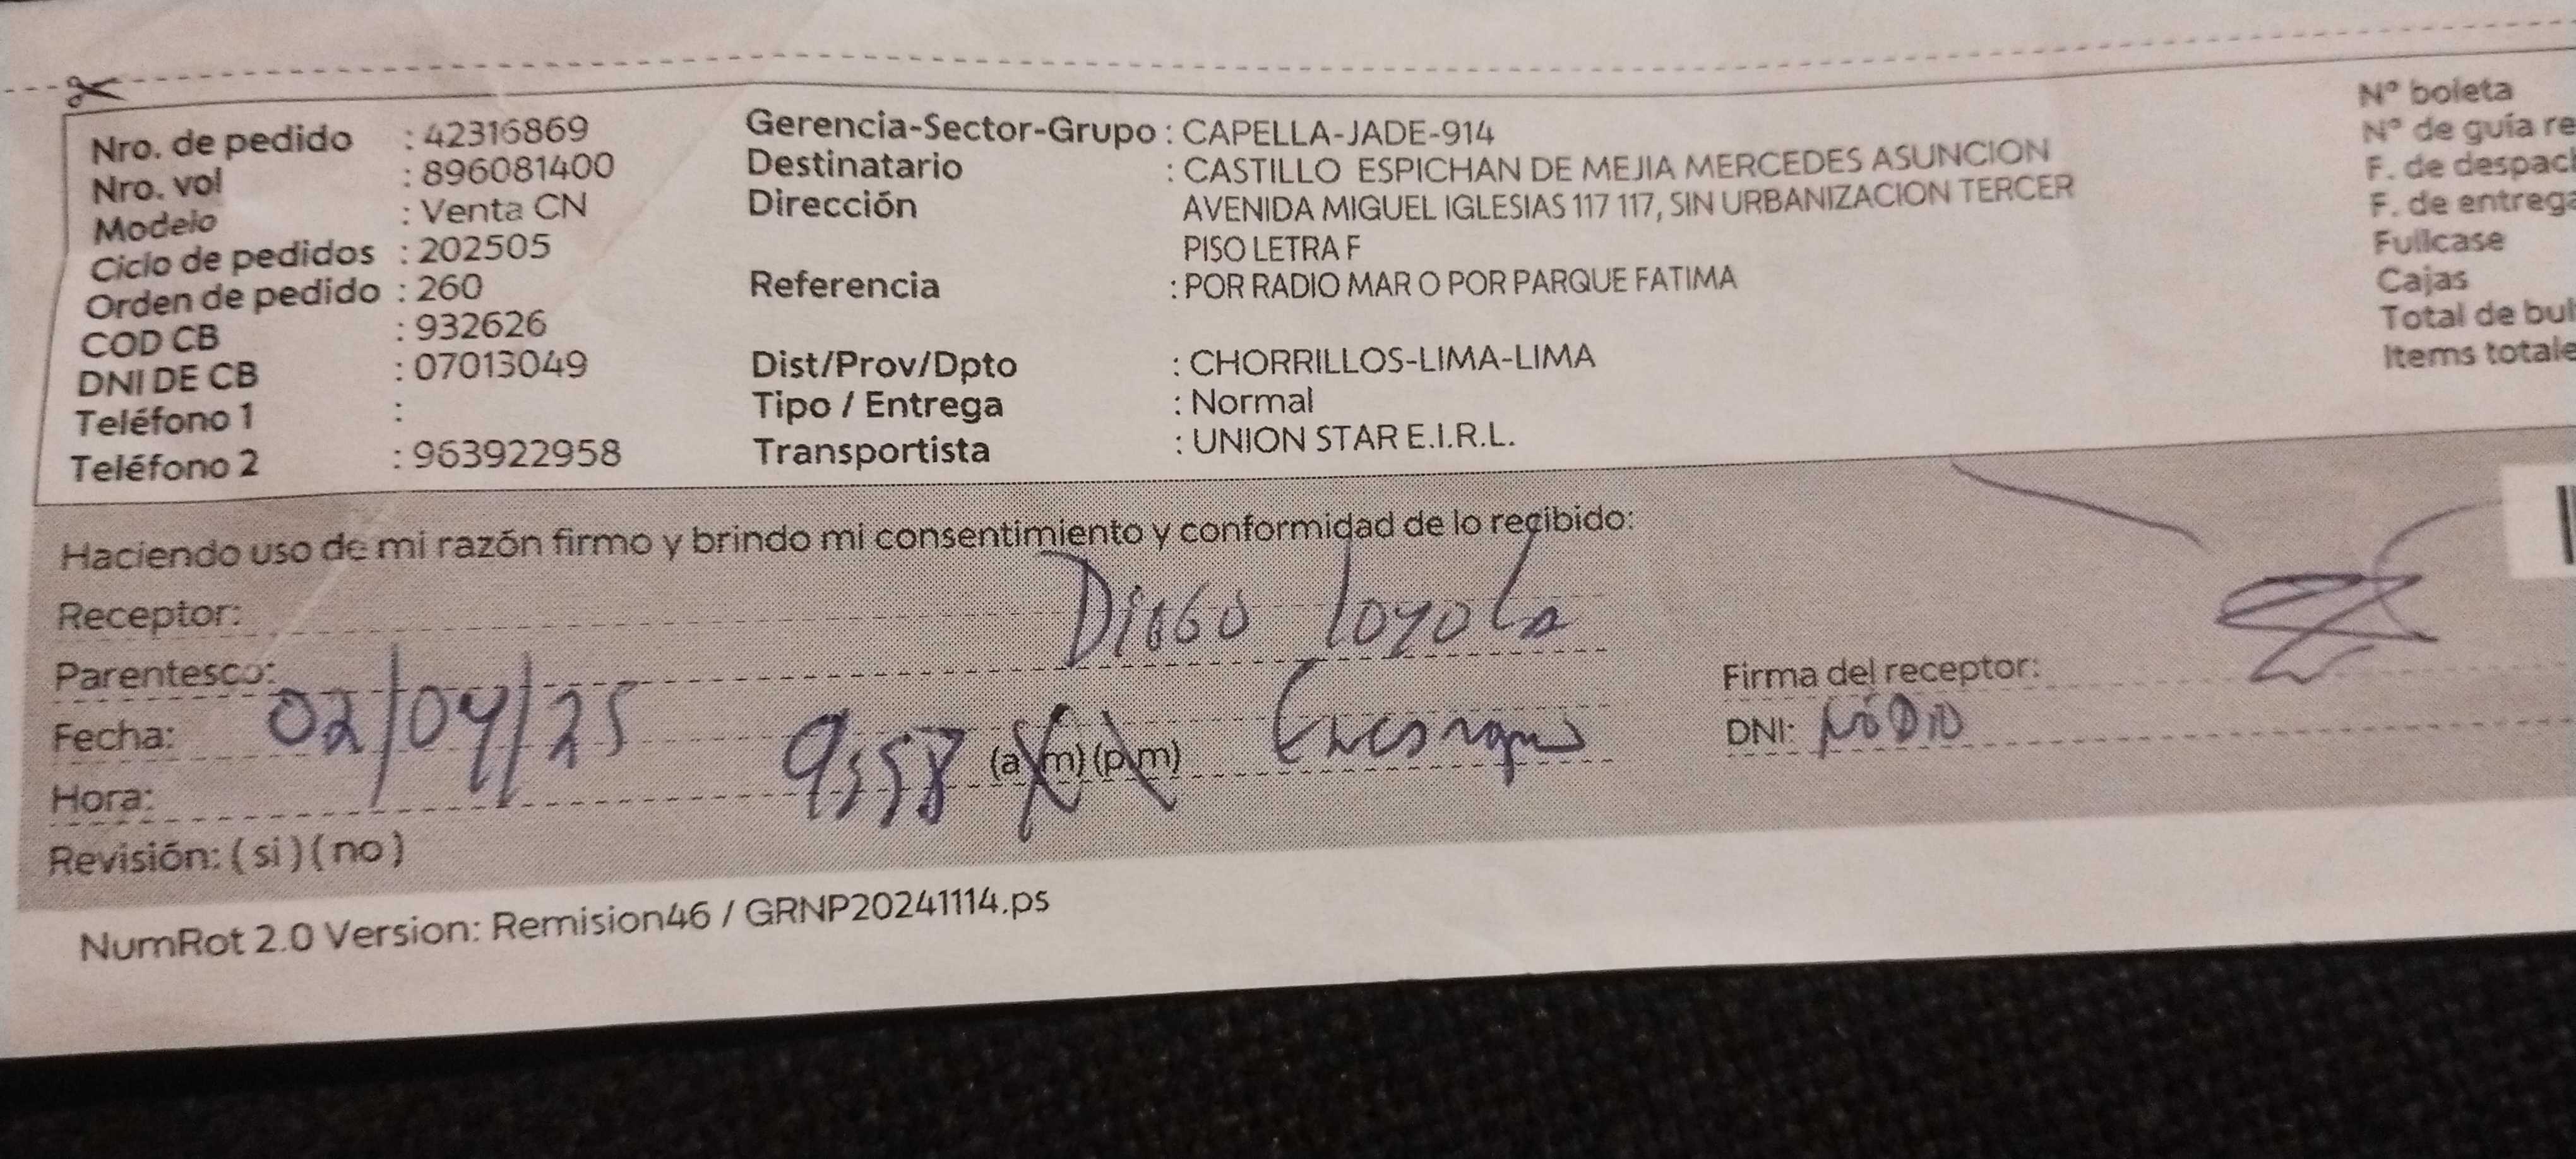 Nro. de pedido : 42316869
Nro. vol : 896081400
Modelo : Venta CN
Ciclo de pedidos : 202505
Orden de pedido : 260
COD CB : 932626
DNI DE CB : 07013049
Teléfono 1 :
Teléfono 2 : 963922958
Gerencia-Sector-Grupo : CAPELLA-JADE-914
Destinatario : CASTILLO ESPICHAN DE MEJIA MERCEDES ASUNCION
Dirección AVENIDA MIGUEL IGLESIAS 117 117, SIN URBANIZACION TERCER
PISO LETRA F
Referencia : POR RADIO MAR O POR PARQUE FATIMA
Dist/Prov/Dpto : CHORRILLOS-LIMA-LIMA
Tipo / Entrega : Normal
Transportista : UNION STAR E.I.R.L.
N° boleta
N° de guía re
F. de despac
F. de entrega
Fullcase
Cajas
Total de bul
Items totale
Haciendo uso de mi razón firmo y brindo mi consentimiento y conformidad de lo recibido:
Receptor: Diego Loyola
Parentesco:
Fecha: 02/04/25
Hora: 9:58 (a.m) (p.m)
Revisión: ( si ) ( no )
Firma del receptor:
DNI: NO DIO
NumRot 2.0 Version: Remision46 / GRNP20241114.ps